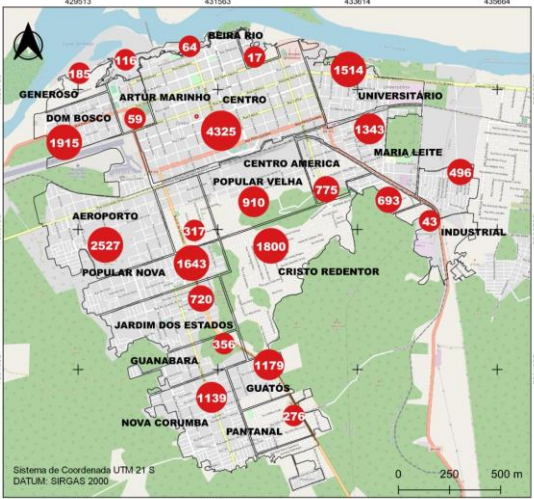 429513 431563 433614 435664
BEIRA RIO
64
116
17
185
1514
GENEROSO
ARTUR MARINHO
CENTRO
UNIVERSITÁRIO
DOM BOSCO
59
4325
1343
1915
MARIA LEITE
CENTRO AMERICA
496
POPULAR VELHA
775
693
910
AEROPORTO
43
317
INDUSTRIAL
2527
1800
1643
POPULAR NOVA
CRISTO REDENTOR
720
JARDIM DOS ESTADOS
356
GUANABARA
1179
GUATÓS
1139
276
NOVA CORUMBA
PANTANAL
Sistema de Coordenada UTM 21 S
DATUM: SIRGAS 2000
0 250 500 m